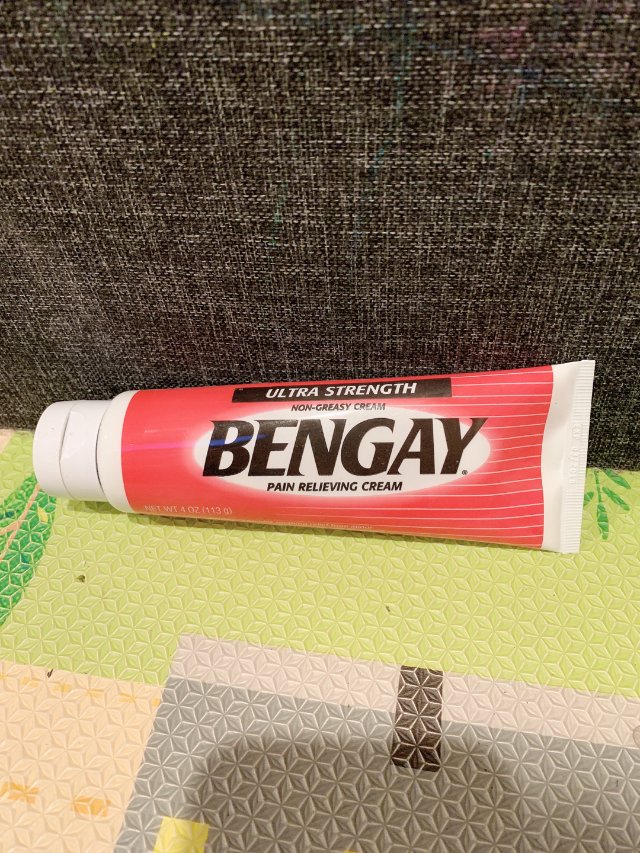 ULTRA STRENGTH
NON-GREASY CREAM
BENGAY®
PAIN RELIEVING CREAM
NET WT 4 OZ (113 g)